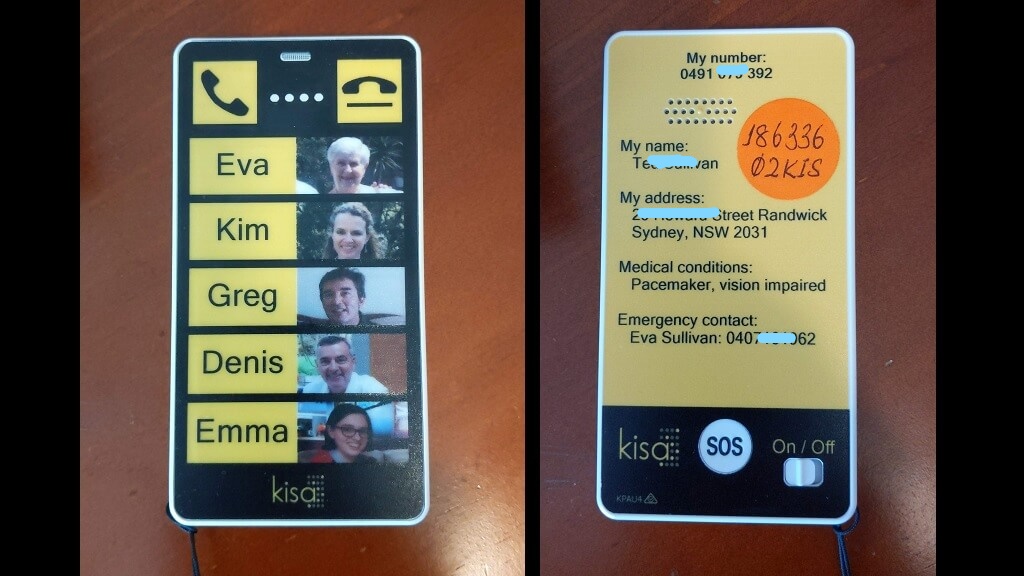 Eva
Kim
Greg
Denis
Emma
kisa
My number:
0491 392
186336
02KIS
My name:
Sullivan
My address:
Street Randwick
Sydney, NSW 2031
Medical conditions:
Pacemaker, vision impaired
Emergency contact:
Eva Sullivan: 0407 062
kisa
SOS
On / Off
KPAU4